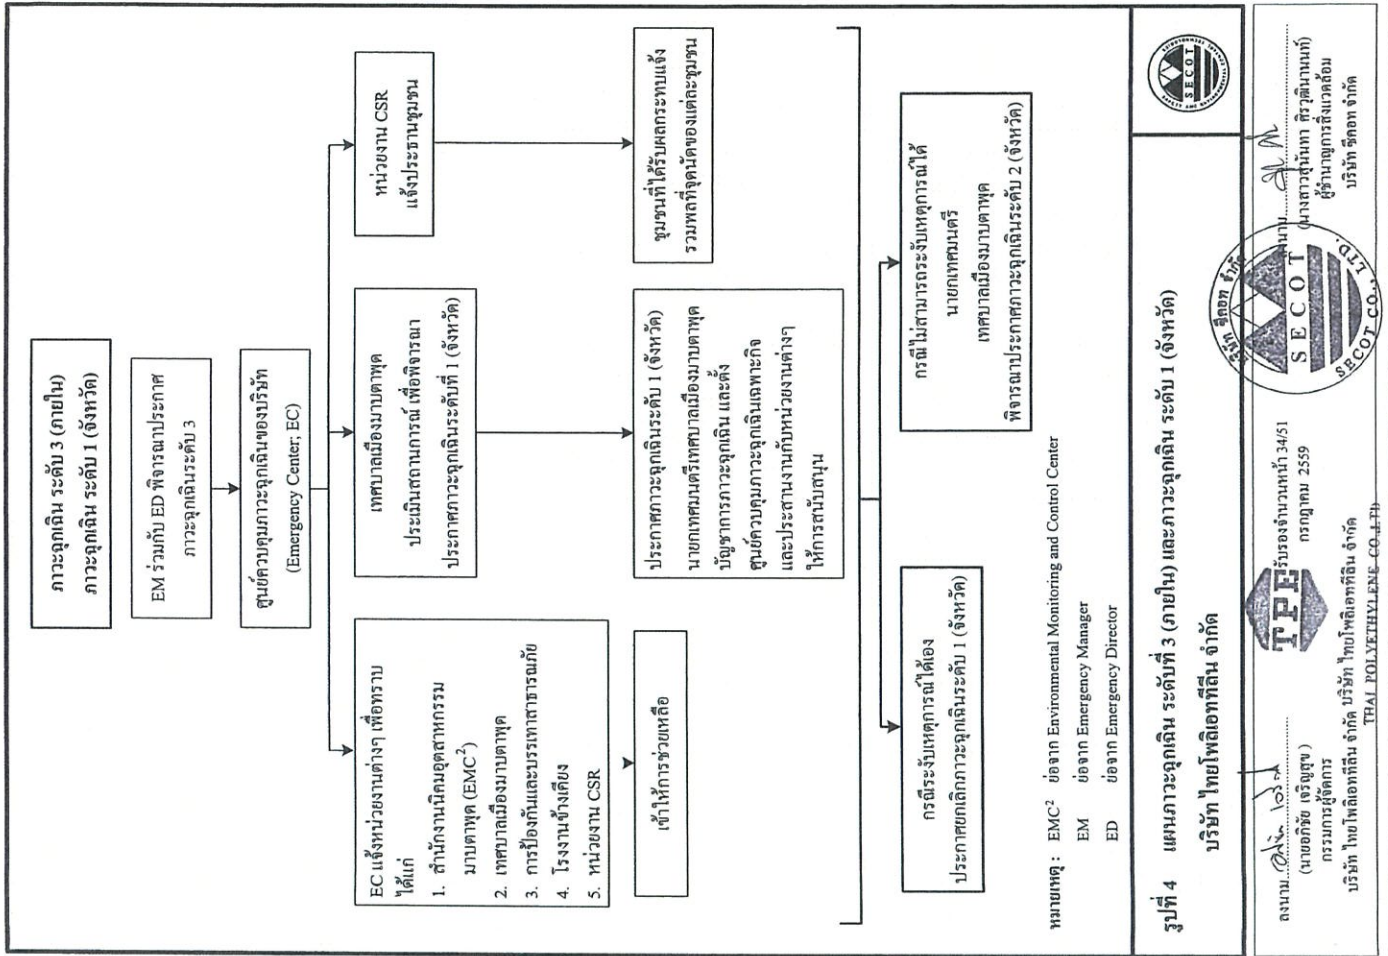 ภาวะฉุกเฉิน ระดับ 3 (ภายใน)
ภาวะฉุกเฉิน ระดับ 1 (จังหวัด)
EM ร่วมกับ ED พิจารณาประกาศ
ภาวะฉุกเฉินระดับ 3
ศูนย์ควบคุมภาวะฉุกเฉินของบริษัท
(Emergency Center; EC)
EC แจ้งหน่วยงานต่างๆ เพื่อทราบ
ได้แก่
1. สำนักงานนิคมอุตสาหกรรม
มาบตาพุด (EMC²)
2. เทศบาลเมืองมาบตาพุด
3. การป้องกันและบรรเทาสาธารณภัย
4. โรงงานข้างเคียง
5. หน่วยงาน CSR
เข้าให้การช่วยเหลือ
เทศบาลเมืองมาบตาพุด
ประเมินสถานการณ์ เพื่อพิจารณา
ประกาศภาวะฉุกเฉินระดับที่ 1 (จังหวัด)
ประกาศภาวะฉุกเฉินระดับ 1 (จังหวัด)
นายกเทศมนตรีเทศบาลเมืองมาบตาพุด
บัญชาการภาวะฉุกเฉิน และตั้ง
ศูนย์ควบคุมภาวะฉุกเฉินเฉพาะกิจ
และประสานงานกับหน่วยงานต่างๆ
ให้การสนับสนุน
หน่วยงาน CSR
แจ้งประธานชุมชน
ชุมชนที่ได้รับผลกระทบแจ้ง
รวมพลที่จุดนัดของแต่ละชุมชน
กรณีระงับเหตุการณ์ได้เอง
ประกาศยกเลิกภาวะฉุกเฉินระดับ 1 (จังหวัด)
กรณีไม่สามารถระงับเหตุการณ์ได้
นายกเทศมนตรี
เทศบาลเมืองมาบตาพุด
พิจารณาประกาศภาวะฉุกเฉินระดับ 2 (จังหวัด)
หมายเหตุ : EMC² ย่อจาก Environmental Monitoring and Control Center
EM ย่อจาก Emergency Manager
ED ย่อจาก Emergency Director
รูปที่ 4 แผนภาวะฉุกเฉิน ระดับที่ 3 (ภายใน) และภาวะฉุกเฉิน ระดับ 1 (จังหวัด)
บริษัท ไทยโพลิเอททีลีน จำกัด
SECOT
ลงนาม
(นายอภิชัย เจริญสุข)
กรรมการผู้จัดการ
บริษัท ไทยโพลิเอททีลีน จำกัด
TPE
บริษัท ไทยโพลิเอททีลีน จำกัด
THAI POLYETHYLENE CO.,LTD
รับรองจำนวนหน้า 34/51
กรกฎาคม 2559
บริษัท ซีคอท จำกัด
SECOT
SECOT CO., LTD.
(นางสาวสุนันทา ศิริวุฒินานนท์)
ผู้ชำนาญการสิ่งแวดล้อม
บริษัท ซีคอท จำกัด